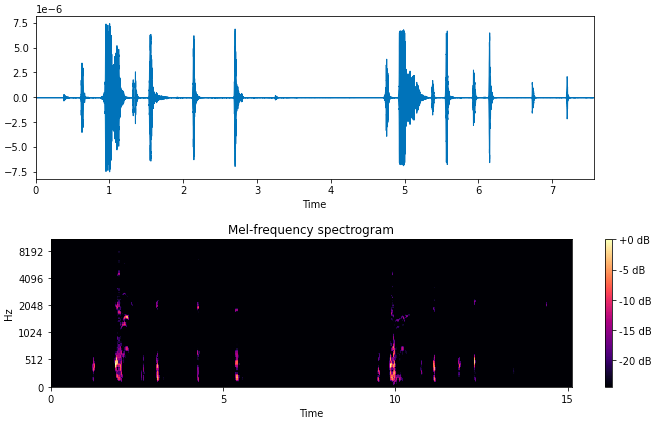 1e−6
7.5
5.0
2.5
0.0
−2.5
−5.0
−7.5
0 1 2 3 4 5 6 7
Time
Mel-frequency spectrogram
8192
4096
2048
1024
512
0
Hz
0 5 10 15
Time
+0 dB
-5 dB
-10 dB
-15 dB
-20 dB